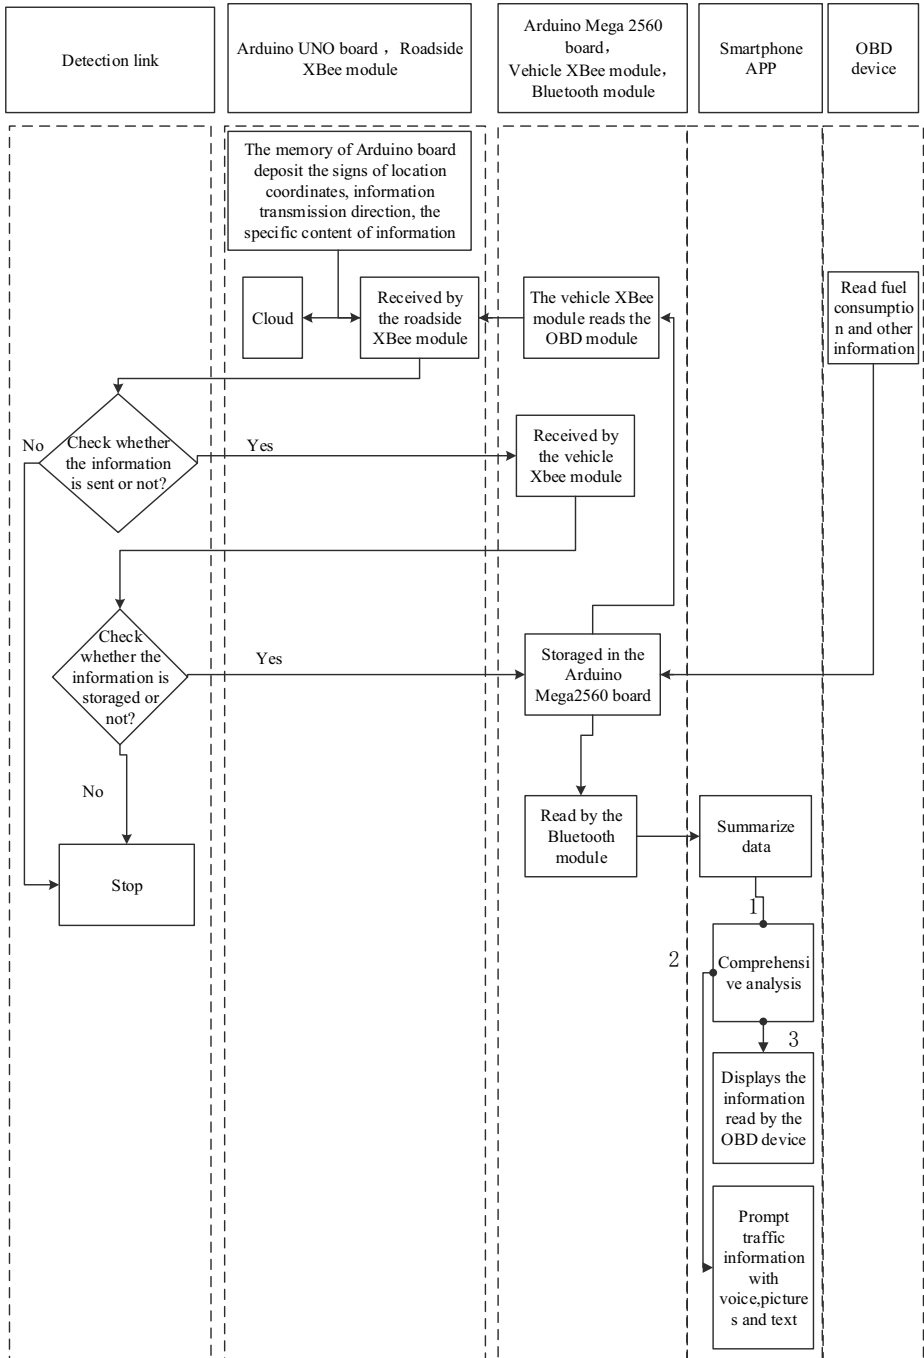 Detection link
Arduino UNO board ，Roadside
XBee module
Arduino Mega 2560
board，
Vehicle XBee module，
Bluetooth module
Smartphone
APP
OBD
device
The memory of Arduino board
deposit the signs of location
coordinates, information
transmission direction, the
specific content of information
Cloud
Received by
the roadside
XBee module
The vehicle XBee
module reads the
OBD module
Read fuel
consumptio
n and other
information
No
Check whether
the information
is sent or not?
Yes
Received by
the vehicle
Xbee module
Check
whether the
information is
storaged or
not?
Yes
Storaged in the
Arduino
Mega2560 board
No
Read by the
Bluetooth
module
Summarize
data
Stop
1
2
Comprehensi
ve analysis
3
Displays the
information
read by the
OBD device
Prompt
traffic
information
with
voice,picture
s and text